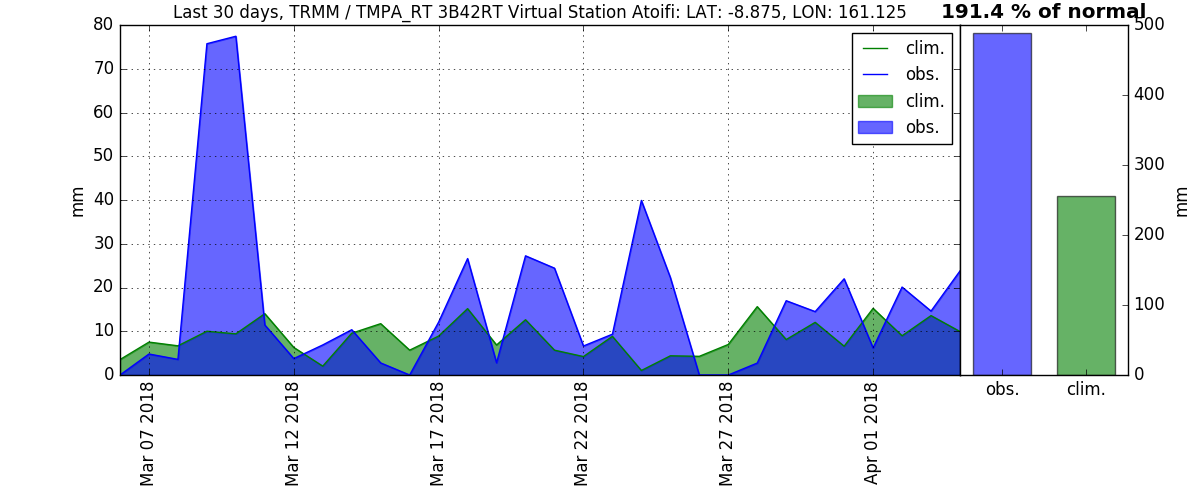 Last 30 days, TRMM / TMPA_RT 3B42RT Virtual Station Atoifi: LAT: -8.875, LON: 161.125
191.4 % of normal
80
70
60
50
40
30
20
10
0
mm
clim.
obs.
clim.
obs.
500
400
300
200
100
0
mm
Mar 07 2018
Mar 12 2018
Mar 17 2018
Mar 22 2018
Mar 27 2018
Apr 01 2018
obs.
clim.